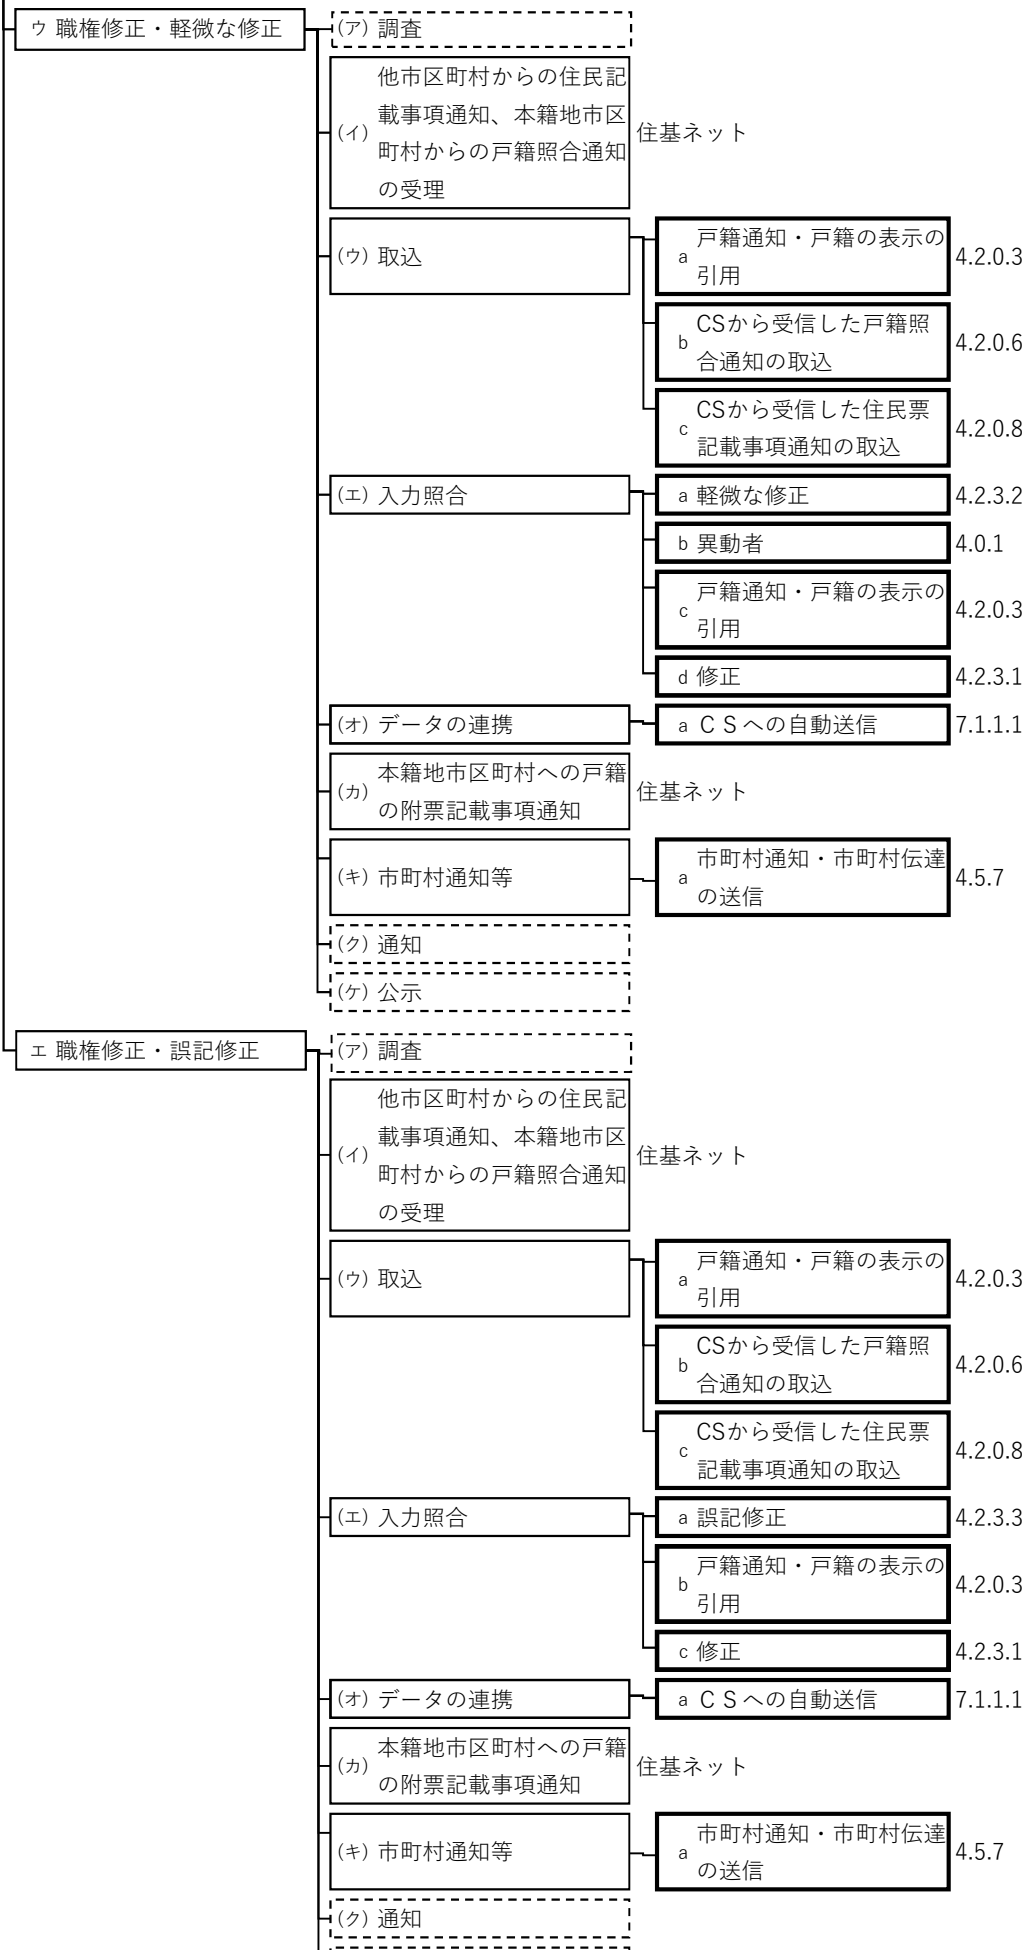 ウ 職権修正・軽微な修正
(ア) 調査
(イ) 他市区町村からの住民記
載事項通知、本籍地市区
町村からの戸籍照合通知
の受理
住基ネット
(ウ) 取込
a 戸籍通知・戸籍の表示の
引用
4.2.0.3
b CSから受信した戸籍照
合通知の取込
4.2.0.6
c CSから受信した住民票
記載事項通知の取込
4.2.0.8
(エ) 入力照合
a 軽微な修正 4.2.3.2
b 異動者 4.0.1
c 戸籍通知・戸籍の表示の
引用
4.2.0.3
d 修正 4.2.3.1
(オ) データの連携
a ＣＳへの自動送信 7.1.1.1
(カ) 本籍地市区町村への戸籍
の附票記載事項通知
住基ネット
(キ) 市町村通知等
a 市町村通知・市町村伝達
の送信
4.5.7
(ク) 通知
(ケ) 公示
エ 職権修正・誤記修正
(ア) 調査
(イ) 他市区町村からの住民記
載事項通知、本籍地市区
町村からの戸籍照合通知
の受理
住基ネット
(ウ) 取込
a 戸籍通知・戸籍の表示の
引用
4.2.0.3
b CSから受信した戸籍照
合通知の取込
4.2.0.6
c CSから受信した住民票
記載事項通知の取込
4.2.0.8
(エ) 入力照合
a 誤記修正 4.2.3.3
b 戸籍通知・戸籍の表示の
引用
4.2.0.3
c 修正 4.2.3.1
(オ) データの連携
a ＣＳへの自動送信 7.1.1.1
(カ) 本籍地市区町村への戸籍
の附票記載事項通知
住基ネット
(キ) 市町村通知等
a 市町村通知・市町村伝達
の送信
4.5.7
(ク) 通知